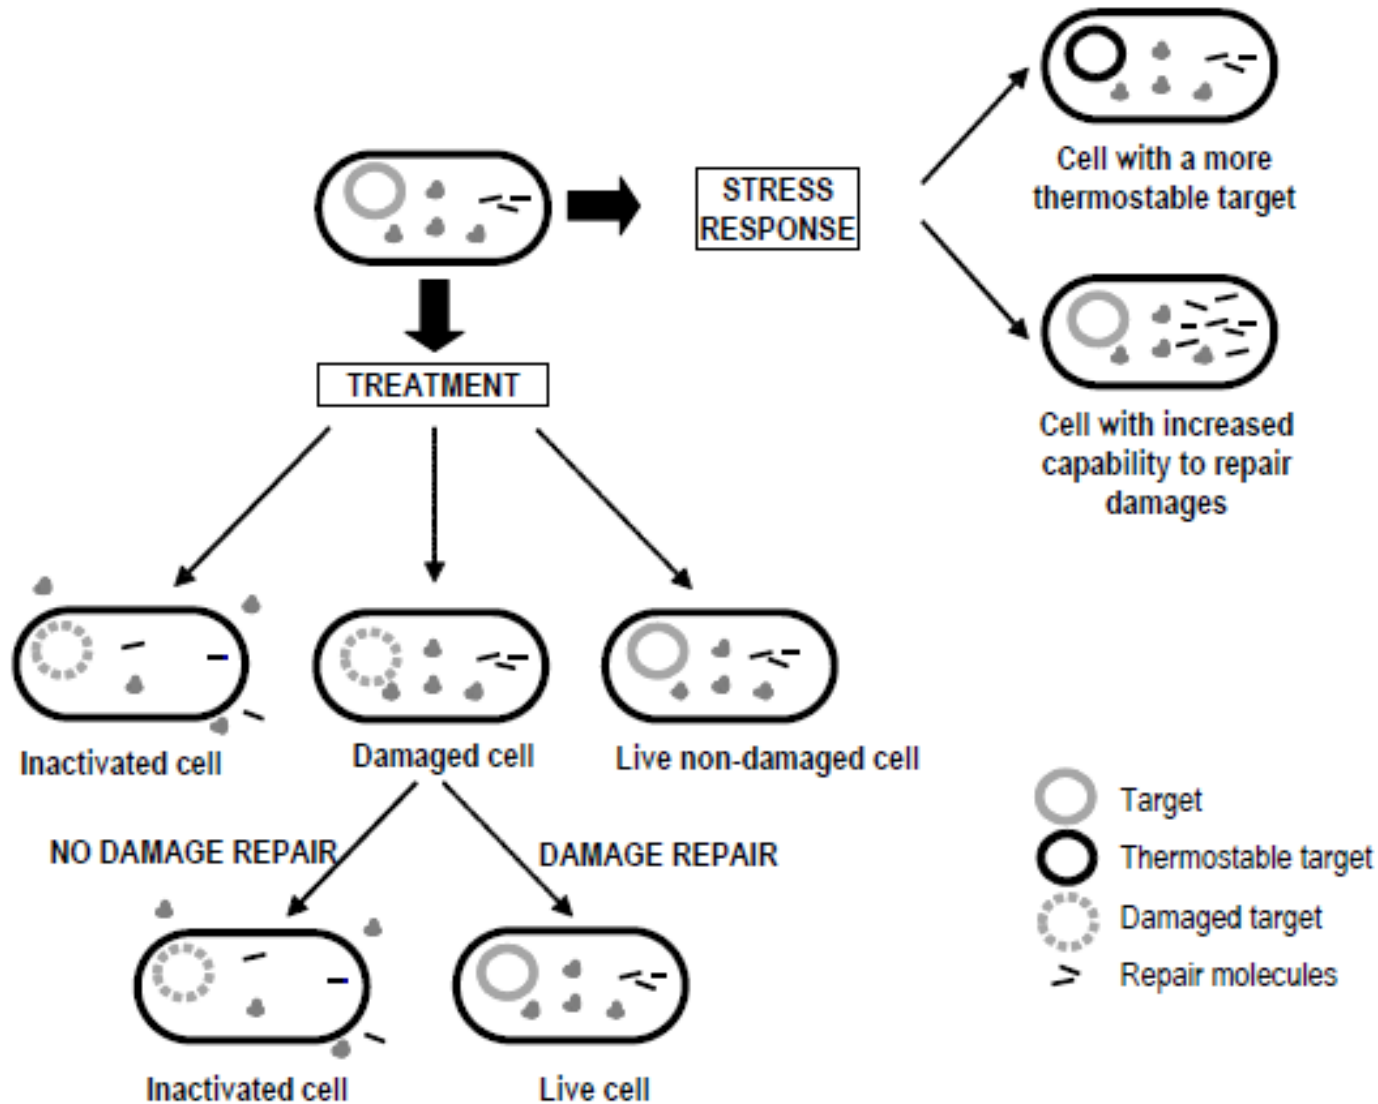 Cell with a more
thermostable target
STRESS
RESPONSE
TREATMENT
Cell with increased
capability to repair
damages
Inactivated cell
Damaged cell
Live non-damaged cell
NO DAMAGE REPAIR
DAMAGE REPAIR
Inactivated cell
Live cell
Target
Thermostable target
Damaged target
Repair molecules